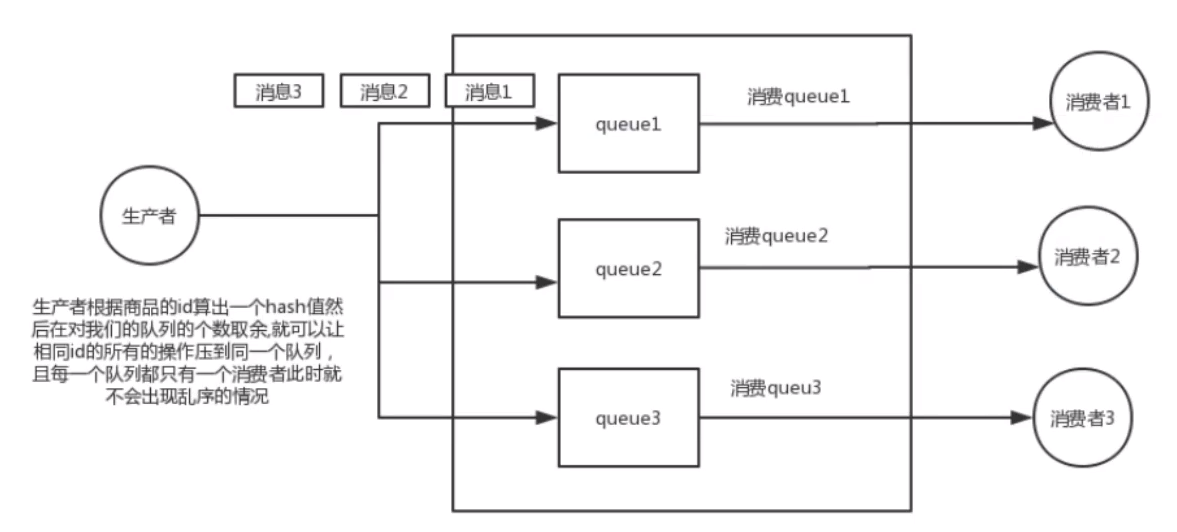 消息3 消息2 消息1
消费queue1
消费者1
queue1
生产者
消费queue2
消费者2
queue2
生产者根据商品的id算出一个hash值然
后在对我们的队列的个数取余,就可以让
相同id的所有的操作压到同一个队列，
且每一个队列都只有一个消费者此时就
不会出现乱序的情况
消费queu3
queue3
消费者3